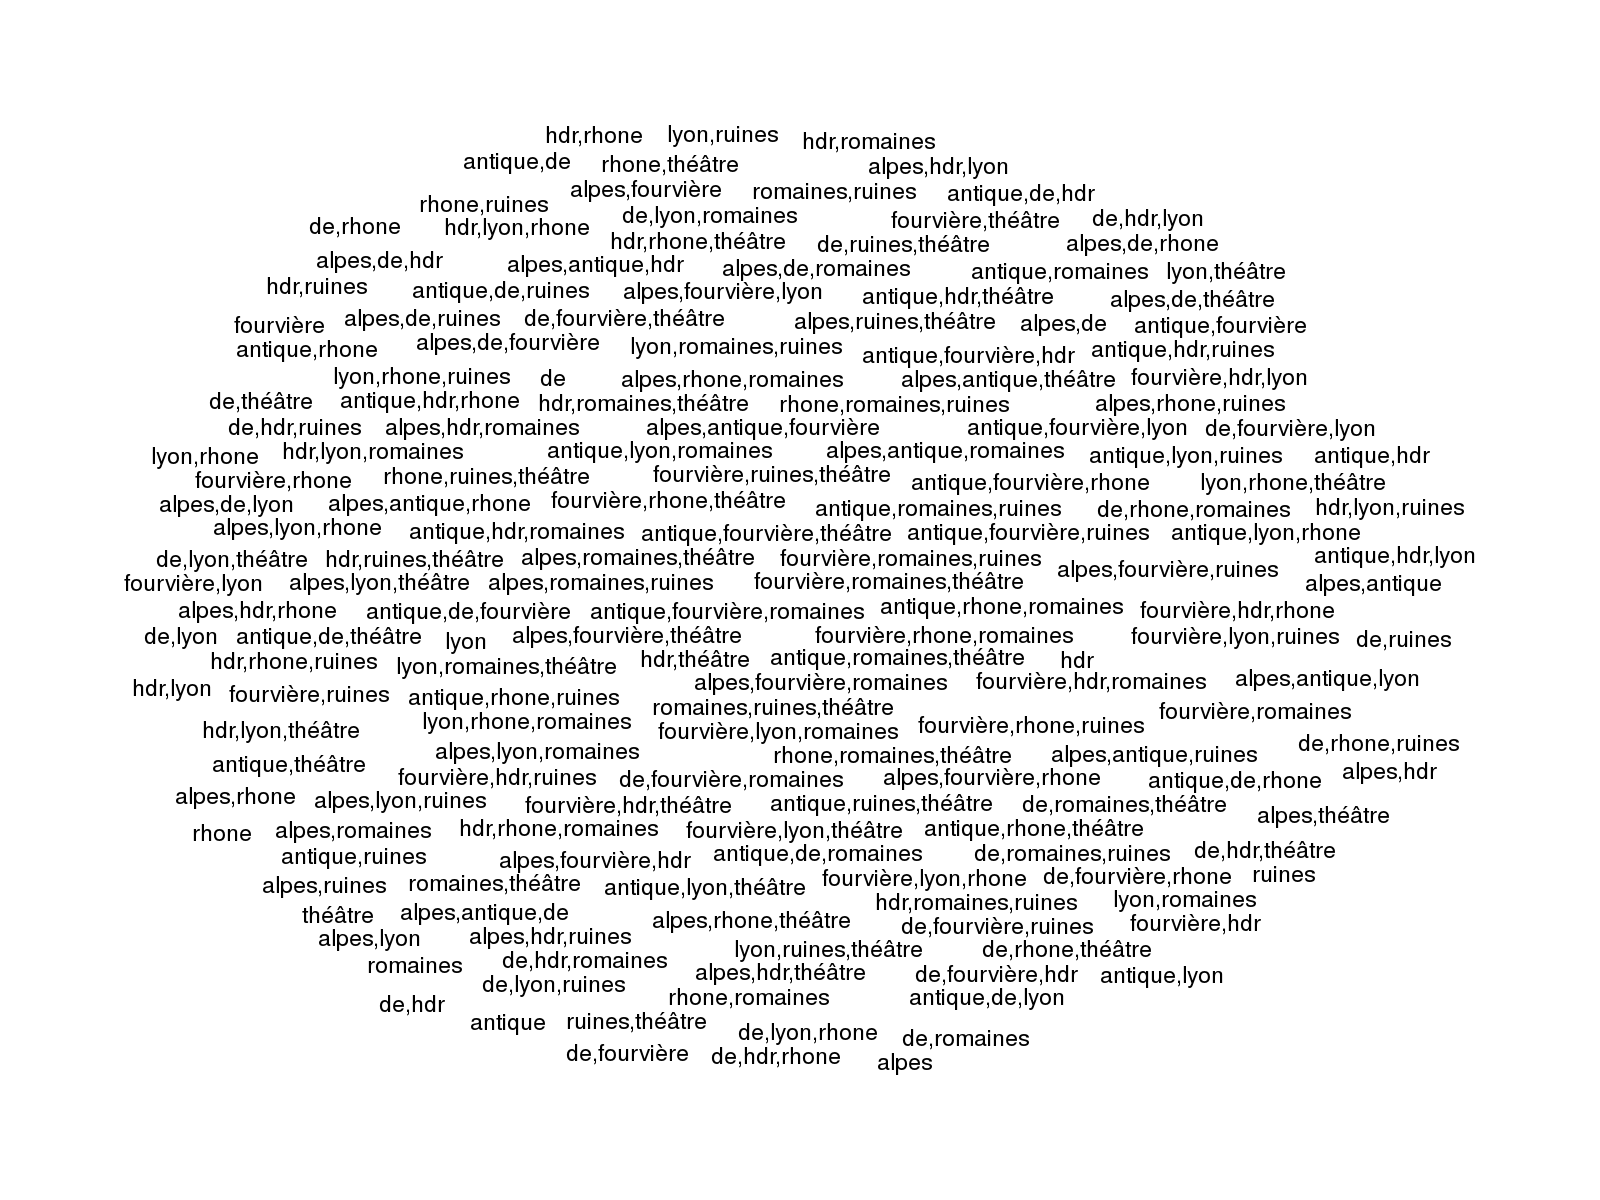 hdr,rhone lyon,ruines hdr,romaines
antique,de rhone,théâtre alpes,hdr,lyon
alpes,fourvière romaines,ruines antique,de,hdr
rhone,ruines de,lyon,romaines fourvière,théâtre de,hdr,lyon
de,rhone hdr,lyon,rhone hdr,rhone,théâtre de,ruines,théâtre alpes,de,rhone
alpes,de,hdr alpes,antique,hdr alpes,de,romaines antique,romaines lyon,théâtre
hdr,ruines antique,de,ruines alpes,fourvière,lyon antique,hdr,théâtre alpes,de,théâtre
fourvière alpes,de,ruines de,fourvière,théâtre alpes,ruines,théâtre alpes,de antique,fourvière
antique,rhone alpes,de,fourvière lyon,romaines,ruines antique,fourvière,hdr antique,hdr,ruines
lyon,rhone,ruines de alpes,rhone,romaines alpes,antique,théâtre fourvière,hdr,lyon
de,théâtre antique,hdr,rhone hdr,romaines,théâtre rhone,romaines,ruines alpes,rhone,ruines
de,hdr,ruines alpes,hdr,romaines alpes,antique,fourvière antique,fourvière,lyon de,fourvière,lyon
lyon,rhone hdr,lyon,romaines antique,lyon,romaines alpes,antique,romaines antique,lyon,ruines antique,hdr
fourvière,rhone rhone,ruines,théâtre fourvière,ruines,théâtre antique,fourvière,rhone lyon,rhone,théâtre
alpes,de,lyon alpes,antique,rhone fourvière,rhone,théâtre antique,romaines,ruines de,rhone,romaines hdr,lyon,ruines
alpes,lyon,rhone antique,hdr,romaines antique,fourvière,théâtre antique,fourvière,ruines antique,lyon,rhone
de,lyon,théâtre hdr,ruines,théâtre alpes,romaines,théâtre fourvière,romaines,ruines alpes,fourvière,ruines antique,hdr,lyon
fourvière,lyon alpes,lyon,théâtre alpes,romaines,ruines fourvière,romaines,théâtre alpes,antique
alpes,hdr,rhone antique,de,fourvière antique,fourvière,romaines antique,rhone,romaines fourvière,hdr,rhone
de,lyon antique,de,théâtre lyon alpes,fourvière,théâtre fourvière,rhone,romaines fourvière,lyon,ruines de,ruines
hdr,rhone,ruines lyon,romaines,théâtre hdr,théâtre antique,romaines,théâtre hdr
hdr,lyon fourvière,ruines antique,rhone,ruines alpes,fourvière,romaines fourvière,hdr,romaines alpes,antique,lyon
lyon,rhone,romaines romaines,ruines,théâtre fourvière,rhone,ruines fourvière,romaines
hdr,lyon,théâtre fourvière,lyon,romaines de,rhone,ruines
alpes,lyon,romaines rhone,romaines,théâtre alpes,antique,ruines
antique,théâtre fourvière,hdr,ruines de,fourvière,romaines alpes,fourvière,rhone antique,de,rhone alpes,hdr
alpes,rhone alpes,lyon,ruines fourvière,hdr,théâtre antique,ruines,théâtre de,romaines,théâtre alpes,théâtre
rhone alpes,romaines hdr,rhone,romaines fourvière,lyon,théâtre antique,rhone,théâtre
antique,ruines alpes,fourvière,hdr antique,de,romaines de,romaines,ruines de,hdr,théâtre
alpes,ruines romaines,théâtre antique,lyon,théâtre fourvière,lyon,rhone de,fourvière,rhone ruines
théâtre alpes,antique,de alpes,rhone,théâtre hdr,romaines,ruines lyon,romaines
alpes,lyon alpes,hdr,ruines de,fourvière,ruines fourvière,hdr
romaines de,hdr,romaines lyon,ruines,théâtre de,rhone,théâtre
de,lyon,ruines alpes,hdr,théâtre de,fourvière,hdr antique,lyon
de,hdr rhone,romaines antique,de,lyon
antique ruines,théâtre de,lyon,rhone de,romaines
de,fourvière de,hdr,rhone alpes